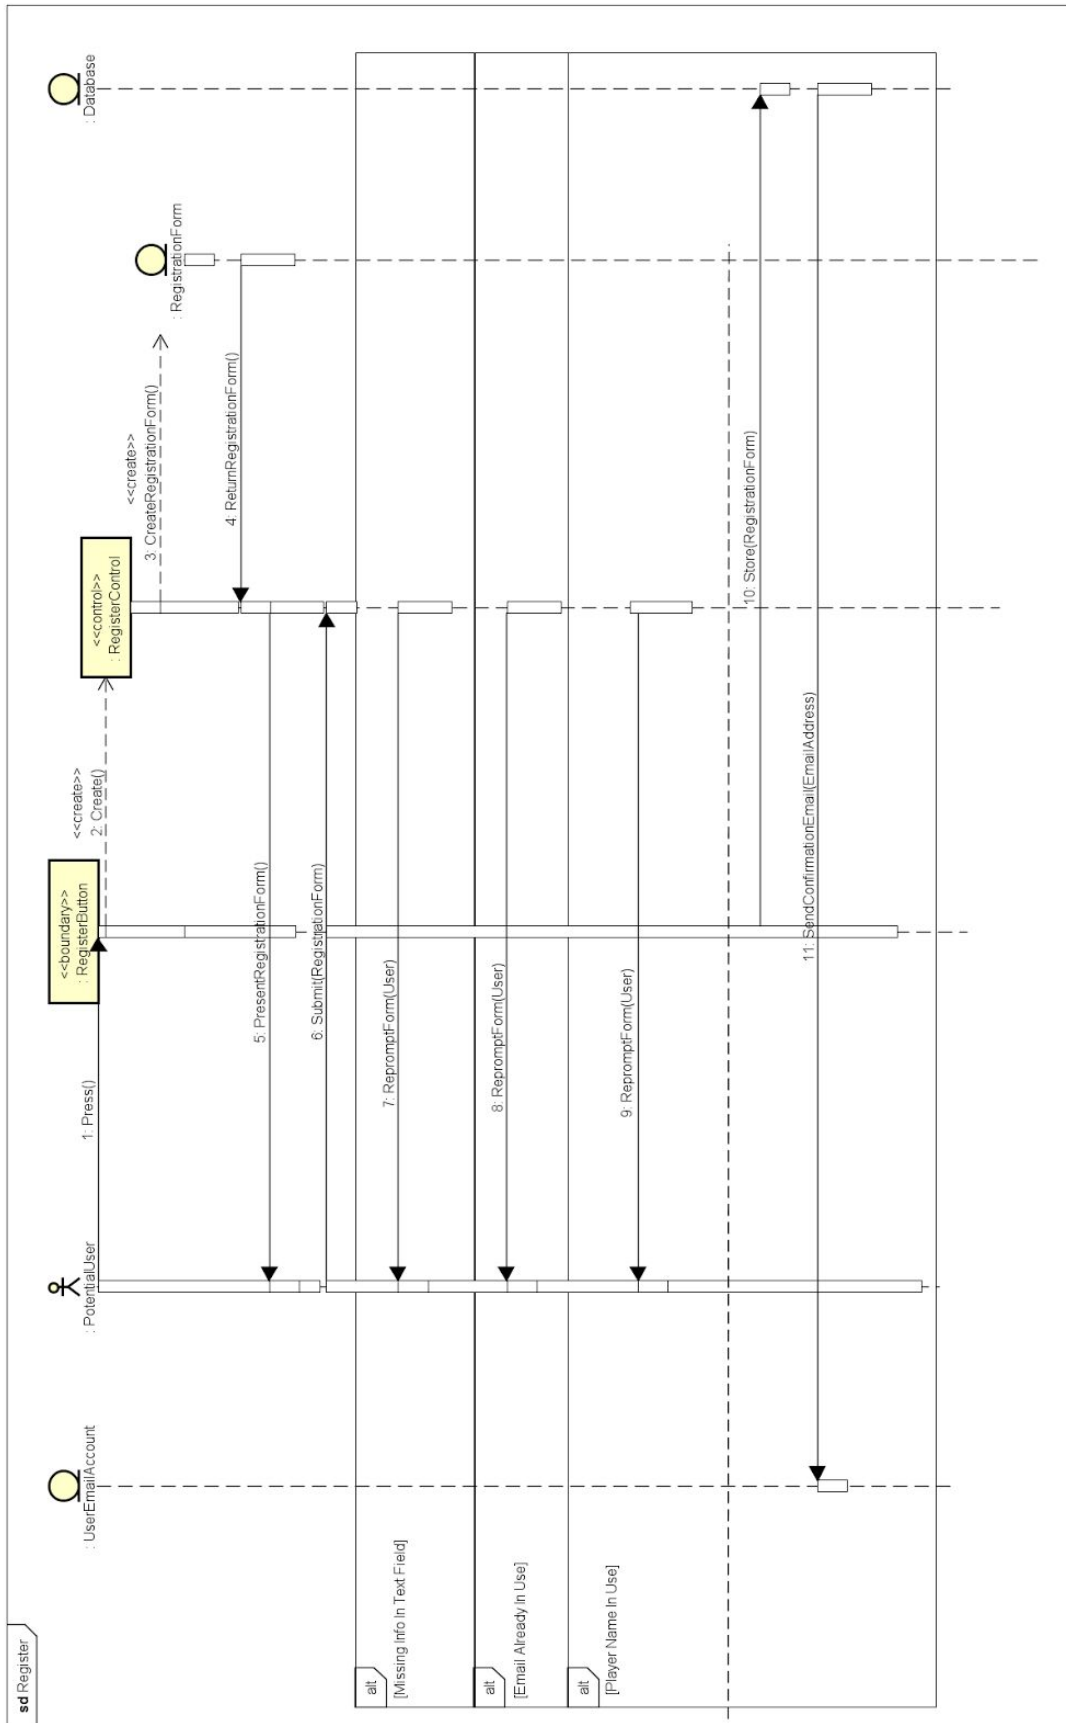 sd Register
: UserEmailAccount
: PotentialUser
<<boundary>>
: RegisterButton
<<control>>
: RegisterControl
: RegistrationForm
: Database
1: Press()
<<create>>
2: Create()
<<create>>
3: CreateRegistrationForm()
4: ReturnRegistrationForm()
5: PresentRegistrationForm()
6: Submit(RegistrationForm)
alt
[Missing Info In Text Field]
7: RepromptForm(User)
alt
[Email Already In Use]
8: RepromptForm(User)
alt
[Player Name In Use]
9: RepromptForm(User)
10: Store(RegistrationForm)
11: SendConfirmationEmail(EmailAddress)